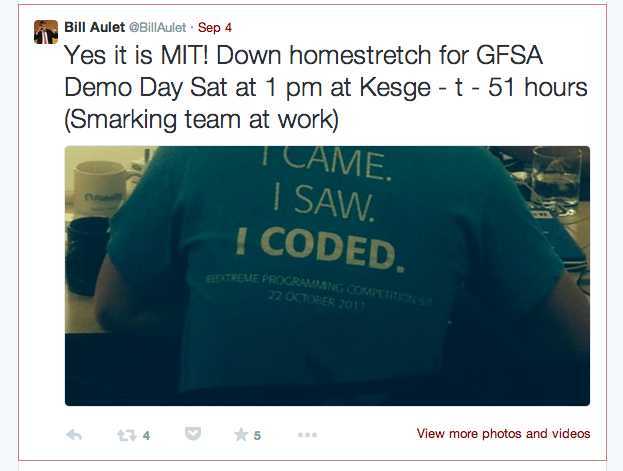 Bill Aulet @BillAulet · Sep 4
Yes it is MIT! Down homestretch for GFSA
Demo Day Sat at 1 pm at Kesge - t - 51 hours
(Smarking team at work)
I CAME.
I SAW.
I CODED.
IEEEXTREME PROGRAMMING COMPETITION 5.0
22 OCTOBER 2011
4
5
View more photos and videos